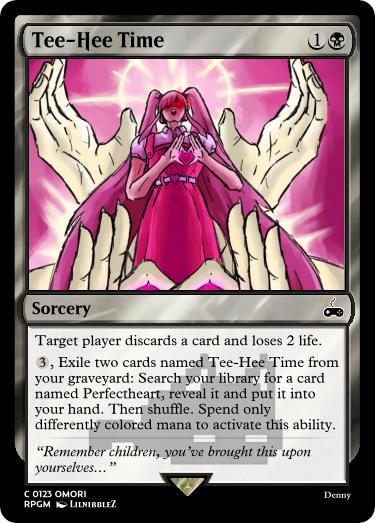 Tee-Hee Time 1
Sorcery
Target player discards a card and loses 2 life.
3, Exile two cards named Tee-Hee Time from
your graveyard: Search your library for a card
named Perfectheart, reveal it and put it into
your hand. Then shuffle. Spend only
differently colored mana to activate this ability.
“Remember children, you’ve brought this upon
yourselves…”
C 0123 OMORI
Denny
RPGM LILNIBBLEZ